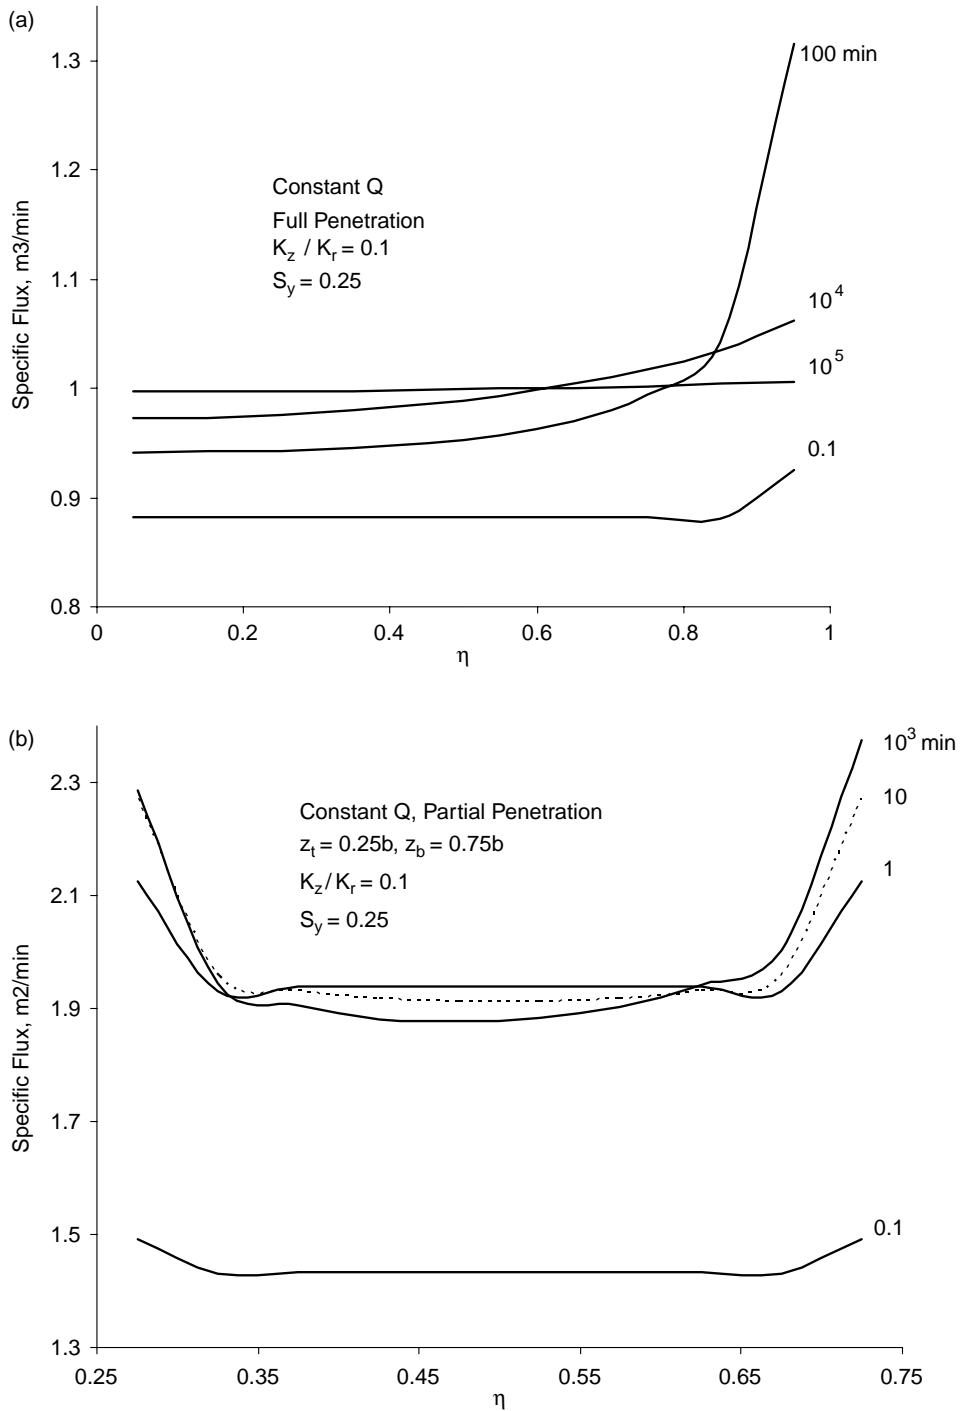 (a)
1.3
1.2
1.1
1
0.9
0.8
Specific Flux, m3/min
Constant Q
Full Penetration
K_z / K_r = 0.1
S_y = 0.25
100 min
10^4
10^5
0.1
0 0.2 0.4 0.6 0.8 1
η
(b)
2.3
2.1
1.9
1.7
1.5
1.3
Specific Flux, m2/min
Constant Q, Partial Penetration
z_t = 0.25b, z_b = 0.75b
K_z / K_r = 0.1
S_y = 0.25
10^3 min
10
1
0.1
0.25 0.35 0.45 0.55 0.65 0.75
η